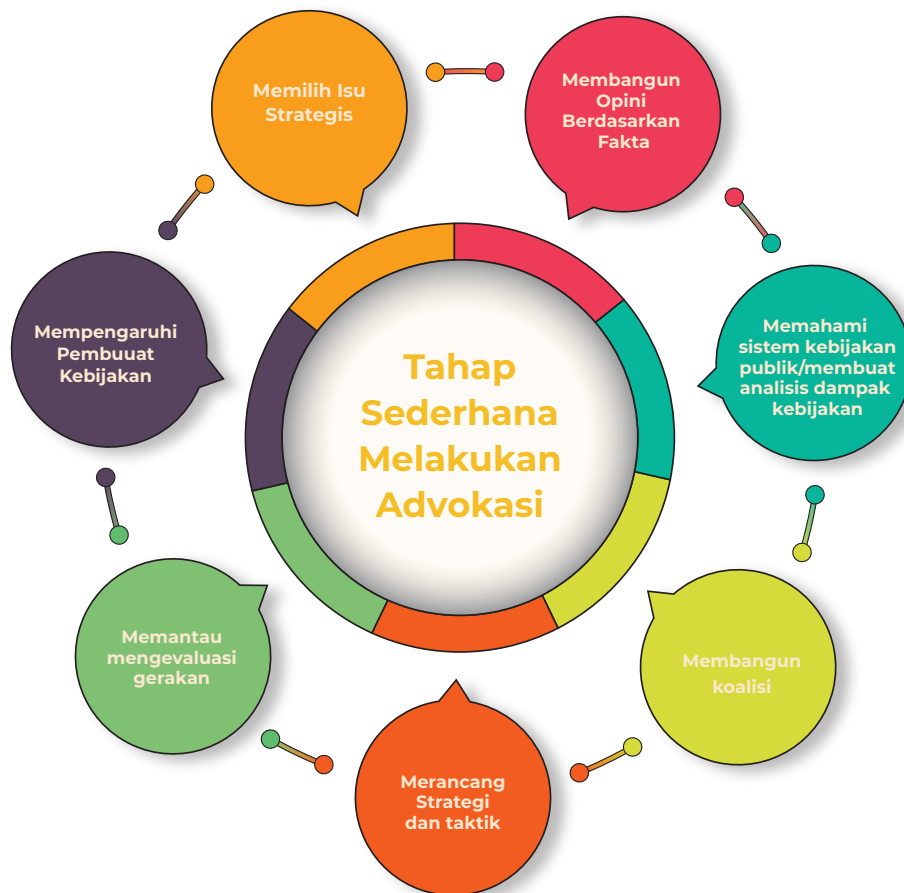 Tahap
Sederhana
Melakukan
Advokasi
Memilih Isu
Strategis
Membangun
Opini
Berdasarkan
Fakta
Memahami
sistem kebijakan
publik/membuat
analisis dampak
kebijakan
Membangun
koalisi
Merancang
Strategi
dan taktik
Memantau
mengevaluasi
gerakan
Mempengaruhi
Pembuuat
Kebijakan